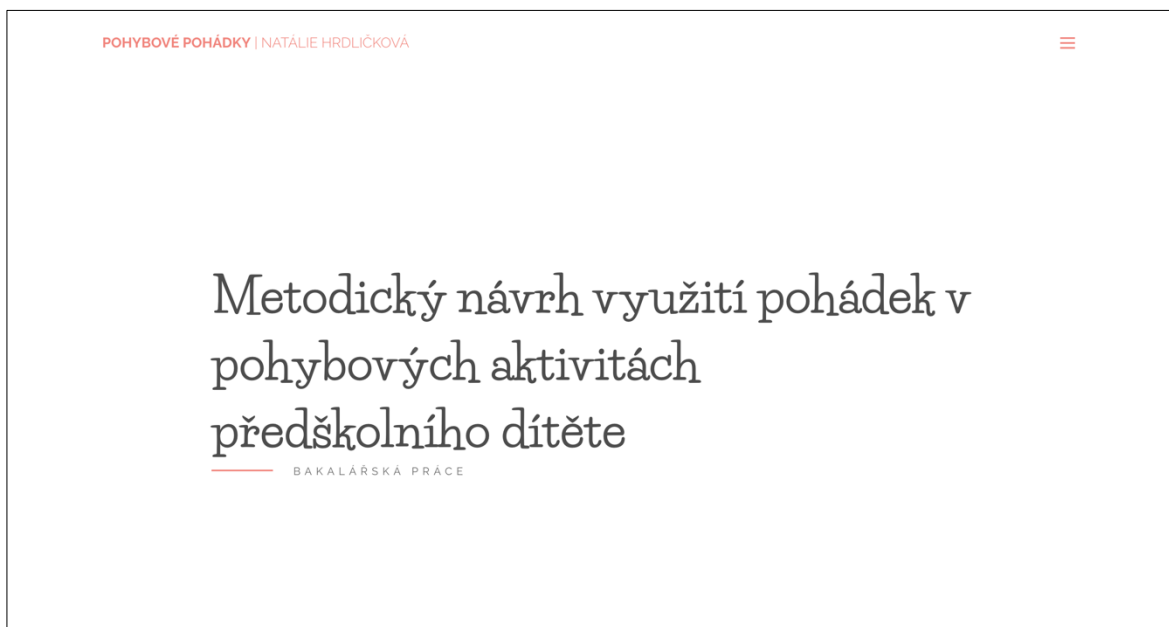 POHYBOVÉ POHÁDKY | NATÁLIE HRDLIČKOVÁ
Metodický návrh využití pohádek v
pohybových aktivitách
předškolního dítěte
BAKALÁŘSKÁ PRÁCE